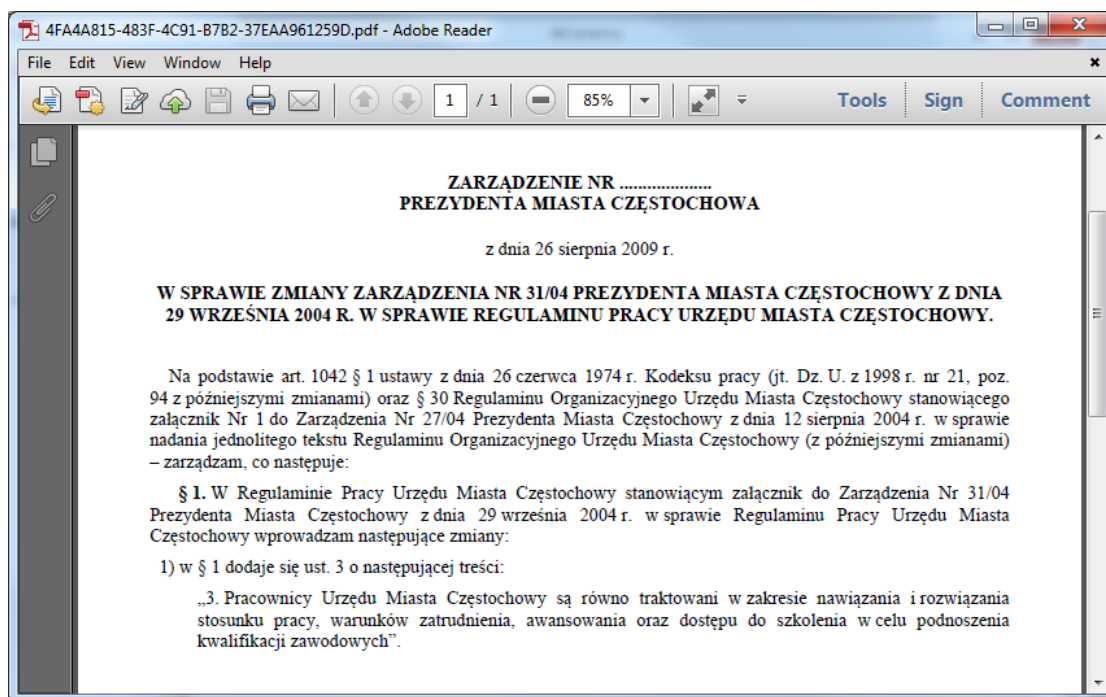 4FA4A815-483F-4C91-B7B2-37EAA961259D.pdf - Adobe Reader
File Edit View Window Help
1 / 1 85% Tools Sign Comment
ZARZĄDZENIE NR ....................
PREZYDENTA MIASTA CZĘSTOCHOWA
z dnia 26 sierpnia 2009 r.
W SPRAWIE ZMIANY ZARZĄDZENIA NR 31/04 PREZYDENTA MIASTA CZĘSTOCHOWY Z DNIA
29 WRZEŚNIA 2004 R. W SPRAWIE REGULAMINU PRACY URZĘDU MIASTA CZĘSTOCHOWY.
Na podstawie art. 1042 § 1 ustawy z dnia 26 czerwca 1974 r. Kodeksu pracy (jt. Dz. U. z 1998 r. nr 21, poz.
94 z późniejszymi zmianami) oraz § 30 Regulaminu Organizacyjnego Urzędu Miasta Częstochowy stanowiącego
załącznik Nr 1 do Zarządzenia Nr 27/04 Prezydenta Miasta Częstochowy z dnia 12 sierpnia 2004 r. w sprawie
nadania jednolitego tekstu Regulaminu Organizacyjnego Urzędu Miasta Częstochowy (z późniejszymi zmianami)
– zarządzam, co następuje:
§ 1. W Regulaminie Pracy Urzędu Miasta Częstochowy stanowiącym załącznik do Zarządzenia Nr 31/04
Prezydenta Miasta Częstochowy z dnia 29 września 2004 r. w sprawie Regulaminu Pracy Urzędu Miasta
Częstochowy wprowadzam następujące zmiany:
1) w § 1 dodaje się ust. 3 o następującej treści:
„3. Pracownicy Urzędu Miasta Częstochowy są równo traktowani w zakresie nawiązania i rozwiązania
stosunku pracy, warunków zatrudnienia, awansowania oraz dostępu do szkolenia w celu podnoszenia
kwalifikacji zawodowych”.